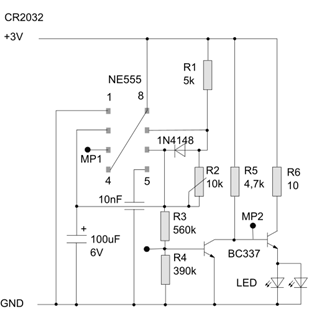 CR2032
+3V
NE555
R1
5k
1
8
1N4148
MP1
4
5
R2
10k
R5
4,7k
R6
10
10nF
MP2
+
100uF
6V
R3
560k
R4
390k
BC337
LED
GND